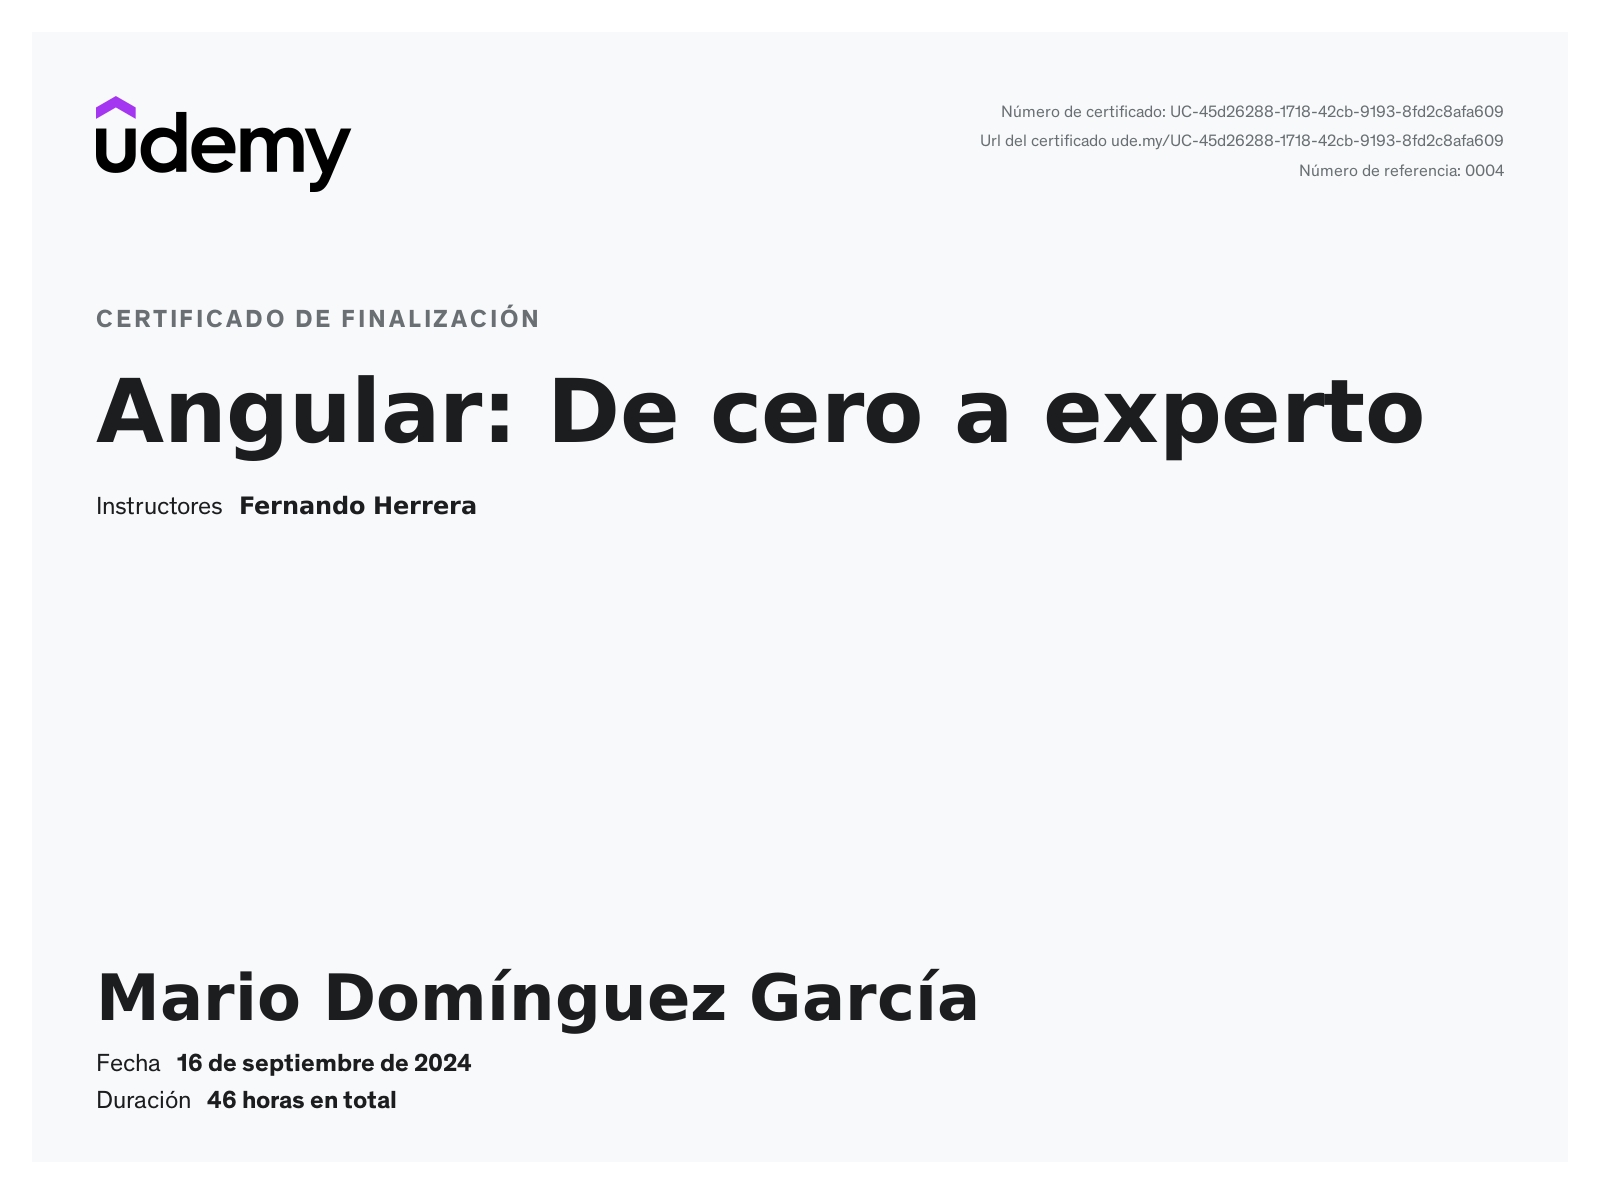 udemy
Número de certificado: UC-45d26288-1718-42cb-9193-8fd2c8afa609
Url del certificado ude.my/UC-45d26288-1718-42cb-9193-8fd2c8afa609
Número de referencia: 0004
CERTIFICADO DE FINALIZACIÓN
Angular: De cero a experto
Instructores Fernando Herrera
Mario Domínguez García
Fecha 16 de septiembre de 2024
Duración 46 horas en total